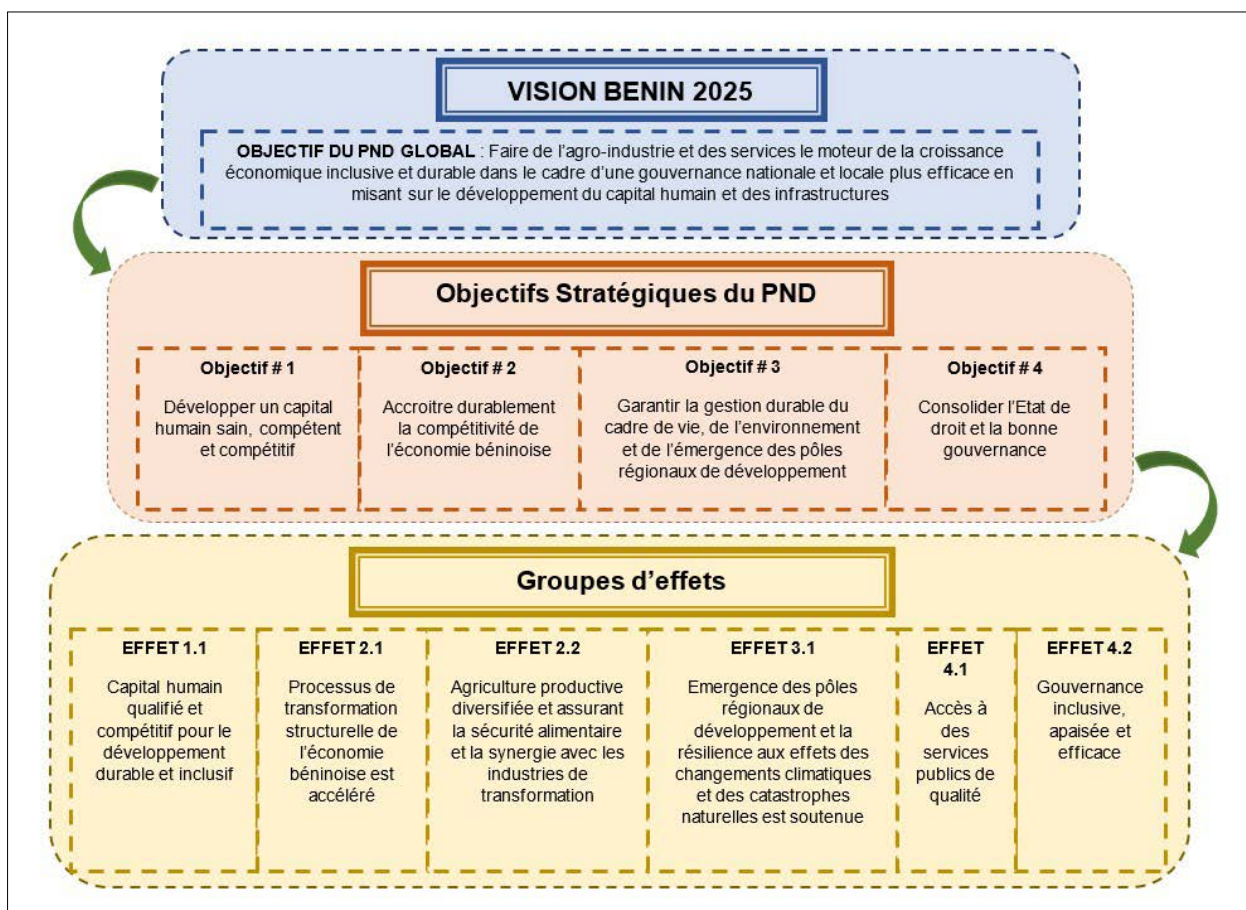 VISION BENIN 2025
OBJECTIF DU PND GLOBAL : Faire de l'agro-industrie et des services le moteur de la croissance
économique inclusive et durable dans le cadre d'une gouvernance nationale et locale plus efficace en
misant sur le développement du capital humain et des infrastructures
Objectifs Stratégiques du PND
Objectif # 1
Développer un capital
humain sain, compétent
et compétitif
Objectif # 2
Accroitre durablement
la compétitivité de
l'économie béninoise
Objectif # 3
Garantir la gestion durable du
cadre de vie, de l'environnement
et de l'émergence des pôles
régionaux de développement
Objectif # 4
Consolider l'Etat de
droit et la bonne
gouvernance
Groupes d'effets
EFFET 1.1
Capital humain
qualifié et
compétitif pour le
développement
durable et inclusif
EFFET 2.1
Processus de
transformation
structurelle de
l'économie
béninoise est
accéléré
EFFET 2.2
Agriculture productive
diversifiée et assurant
la sécurité alimentaire
et la synergie avec les
industries de
transformation
EFFET 3.1
Emergence des pôles
régionaux de
développement et la
résilience aux effets des
changements climatiques
et des catastrophes
naturelles est soutenue
EFFET
4.1
Accès à
des
services
publics de
qualité
EFFET 4.2
Gouvernance
inclusive,
apaisée et
efficace